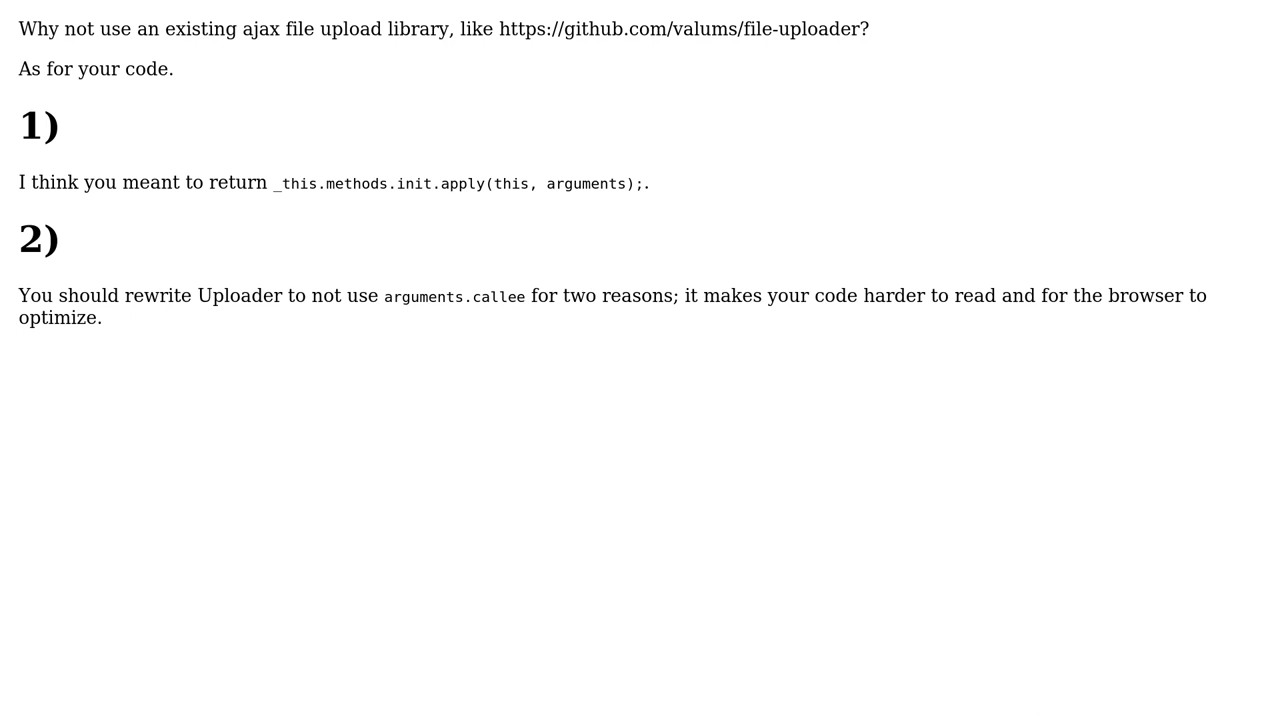 Why not use an existing ajax file upload library, like https://github.com/valums/file-uploader?
As for your code.
1)
I think you meant to return _this.methods.init.apply(this, arguments);.
2)
You should rewrite Uploader to not use arguments.callee for two reasons; it makes your code harder to read and for the browser to
optimize.